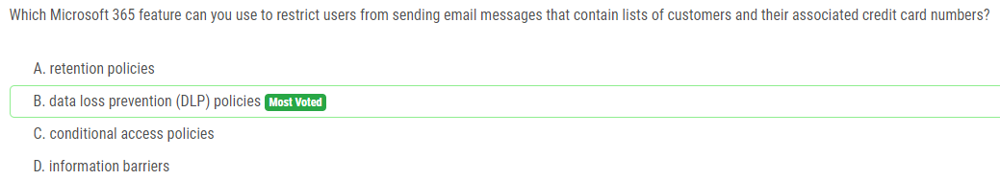 Which Microsoft 365 feature can you use to restrict users from sending email messages that contain lists of customers and their associated credit card numbers?
A. retention policies
B. data loss prevention (DLP) policies Most Voted
C. conditional access policies
D. information barriers